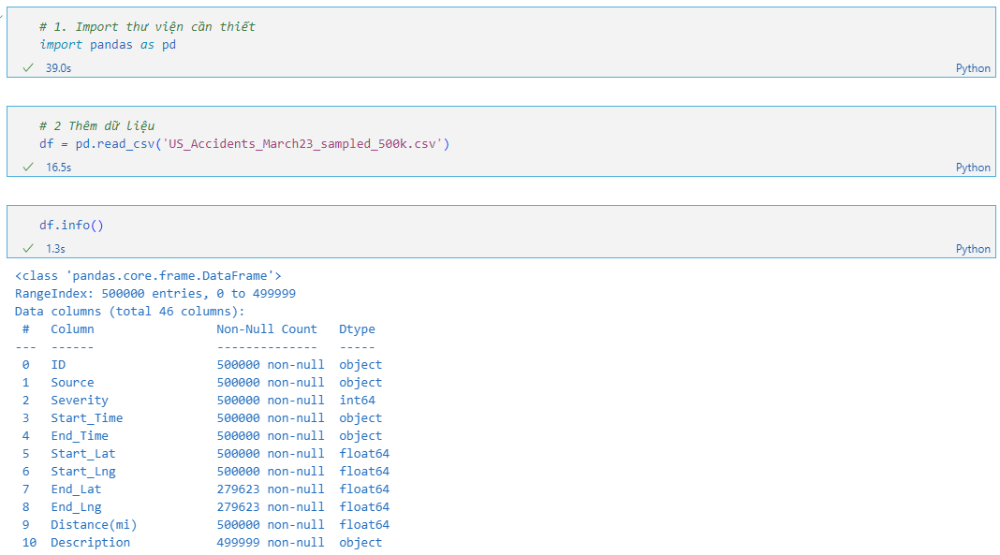 # 1. Import thư viện cần thiết
import pandas as pd
39.0s Python
# 2 Thêm dữ liệu
df = pd.read_csv('US_Accidents_March23_sampled_500k.csv')
16.5s Python
df.info()
1.3s Python
<class 'pandas.core.frame.DataFrame'>
RangeIndex: 500000 entries, 0 to 499999
Data columns (total 46 columns):
 #   Column                 Non-Null Count   Dtype
---  ------                 --------------   -----
 0   ID                     500000 non-null  object
 1   Source                 500000 non-null  object
 2   Severity               500000 non-null  int64
 3   Start_Time             500000 non-null  object
 4   End_Time               500000 non-null  object
 5   Start_Lat              500000 non-null  float64
 6   Start_Lng              500000 non-null  float64
 7   End_Lat                279623 non-null  float64
 8   End_Lng                279623 non-null  float64
 9   Distance(mi)           500000 non-null  float64
 10  Description            499999 non-null  object